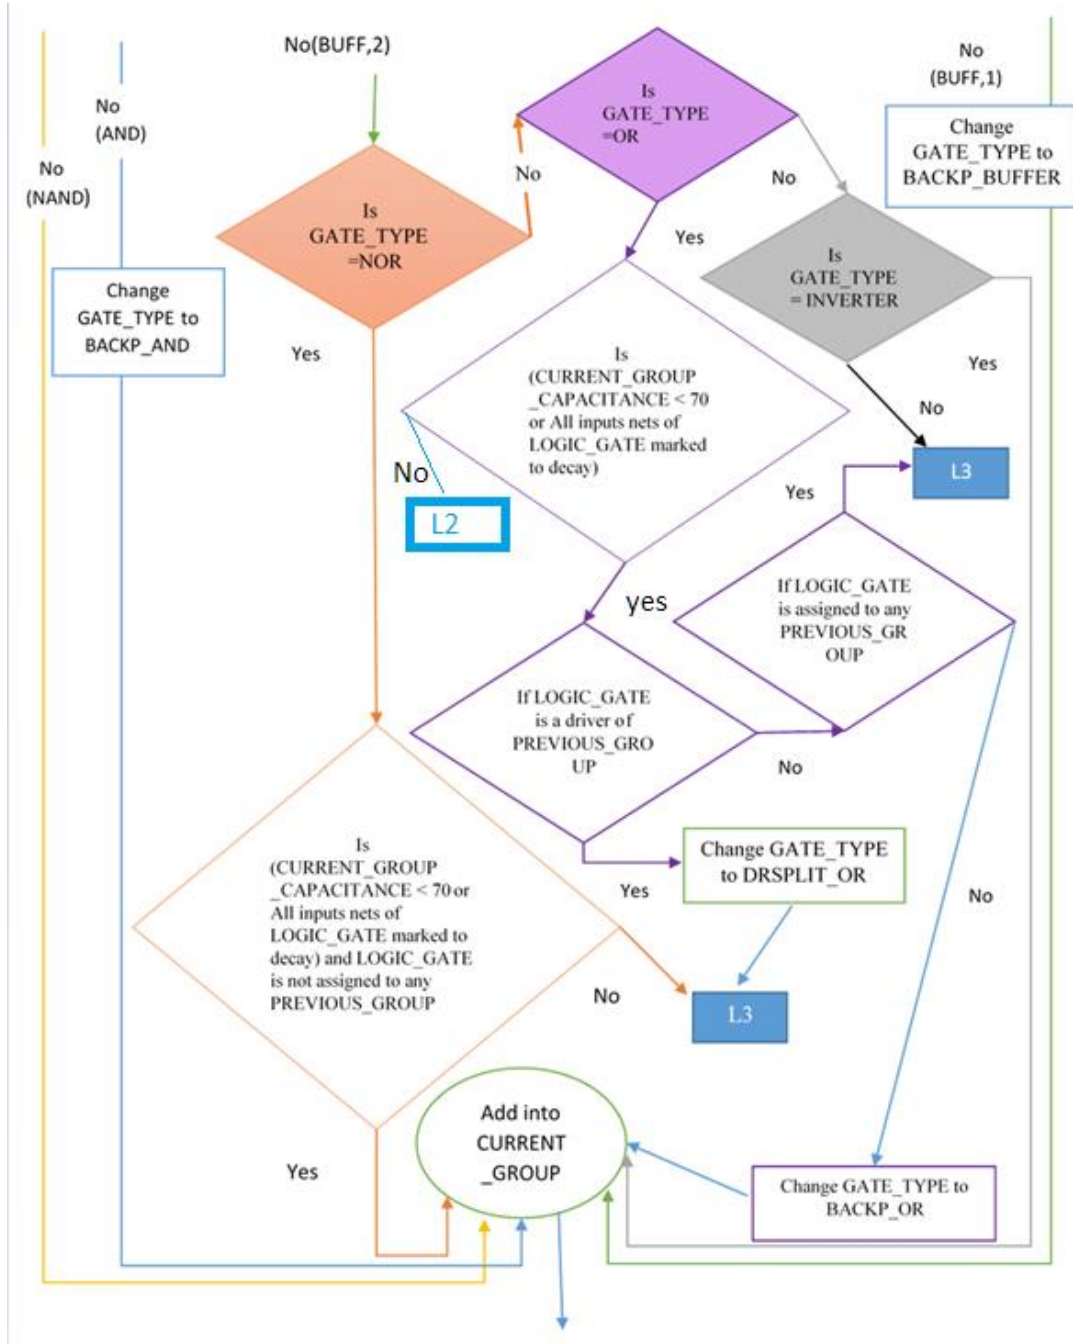 No(BUFF,2)
No
(BUFF,1)
Is
GATE_TYPE
=OR
No
(AND)
Change
GATE_TYPE to
BACKP_BUFFER
No
(NAND)
No
No
Is
GATE_TYPE
=NOR
Yes
Is
GATE_TYPE
= INVERTER
Change
GATE_TYPE to
BACKP_AND
Yes
Is
(CURRENT_GROUP
_CAPACITANCE < 70
or All inputs nets of
LOGIC_GATE marked
to decay)
Yes
No
No
L3
Yes
L2
If LOGIC_GATE
is assigned to any
PREVIOUS_GR
OUP
yes
If LOGIC_GATE
is a driver of
PREVIOUS_GRO
UP
No
Is
(CURRENT_GROUP
_CAPACITANCE < 70 or
All inputs nets of
LOGIC_GATE marked to
decay) and LOGIC_GATE
is not assigned to any
PREVIOUS_GROUP
Change GATE_TYPE
to DRSPLIT_OR
Yes
No
No
L3
Add into
CURRENT
_GROUP
Yes
Change GATE_TYPE to
BACKP_OR